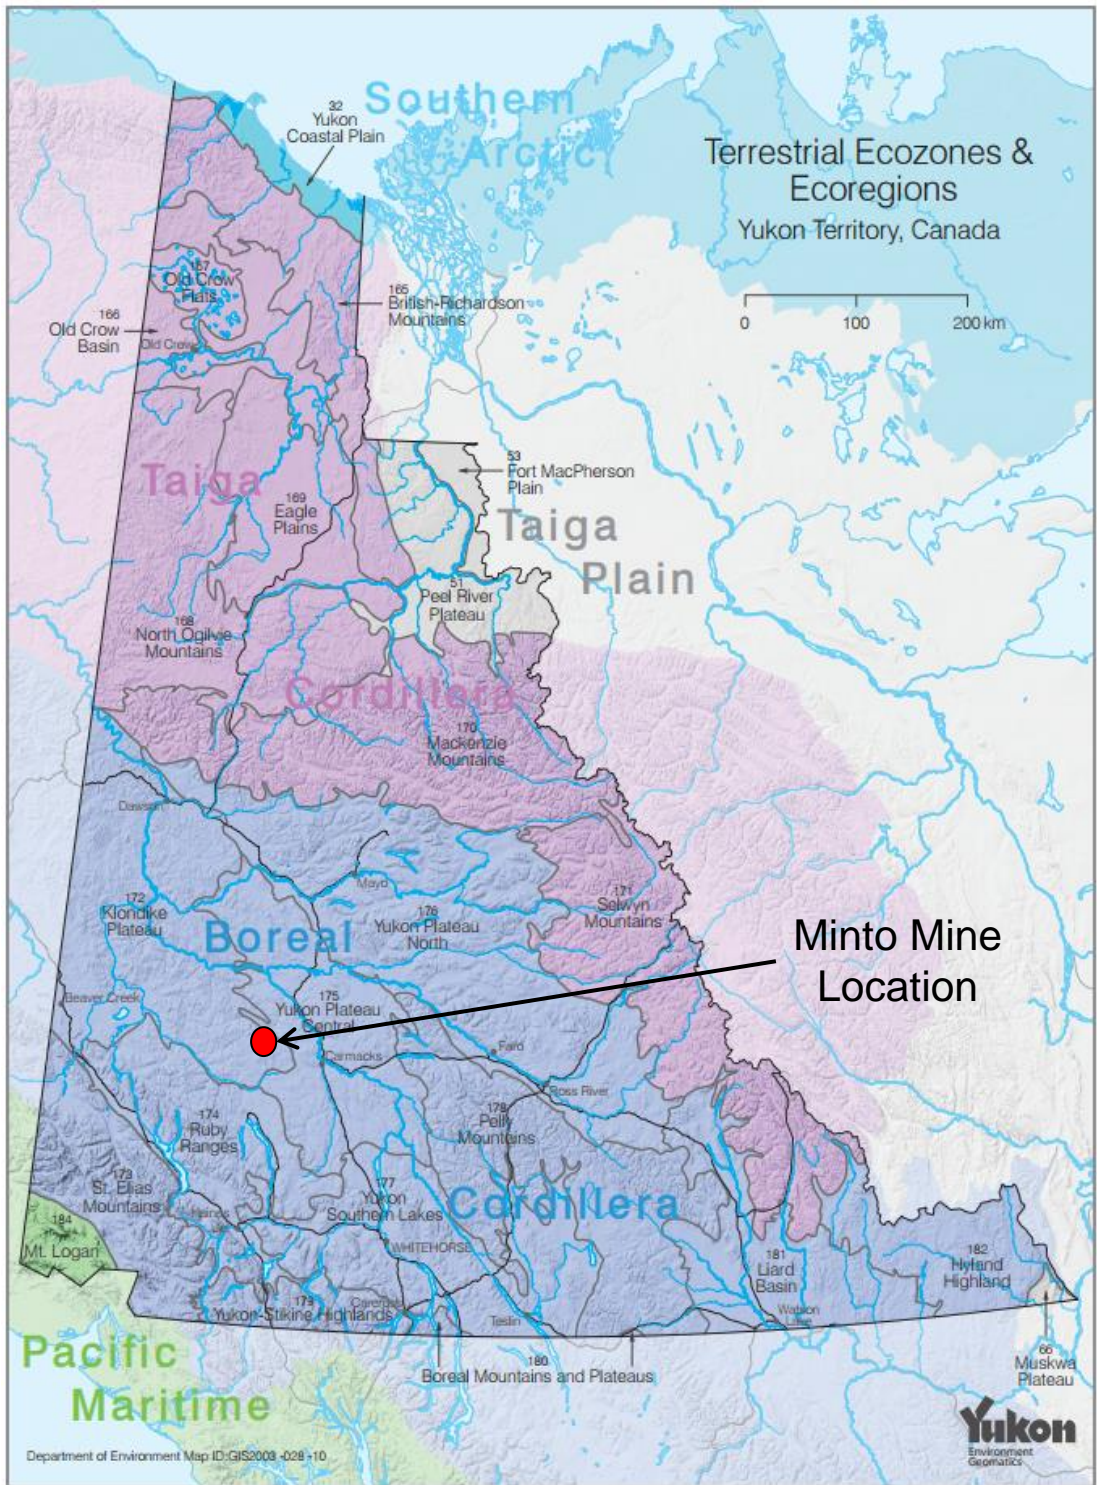 Southern
Arctic
32
Yukon
Coastal Plain
Terrestrial Ecozones &
Ecoregions
Yukon Territory, Canada
0 100 200 km
167
Old Crow
Flats
165
British-Richardson
Mountains
166
Old Crow
Basin
Old Crow
53
Fort MacPherson
Plain
Taiga
169
Eagle
Plains
Taiga
Plain
51
Peel River
Plateau
168
North Ogilvie
Mountains
Cordillera
170
Mackenzie
Mountains
Dawson
Mayo
171
Selwyn
Mountains
172
Klondike
Plateau
176
Yukon Plateau
North
Boreal
Minto Mine
Location
Beaver Creek
175
Yukon Plateau
Central
Carmacks
Faro
Ross River
174
Ruby
Ranges
178
Pelly
Mountains
173
St. Elias
Mountains
177
Yukon
Southern Lakes
Cordillera
184
Mt. Logan
Haines
WHITEHORSE
181
Liard
Basin
182
Hyland
Highland
179
Yukon-Stikine Highlands
Carcross
Teslin
Watson
Lake
180
Boreal Mountains and Plateaus
66
Muskwa
Plateau
Pacific
Maritime
Yukon
Environment
Geomatics
Department of Environment Map ID:GIS2003 -028 -10